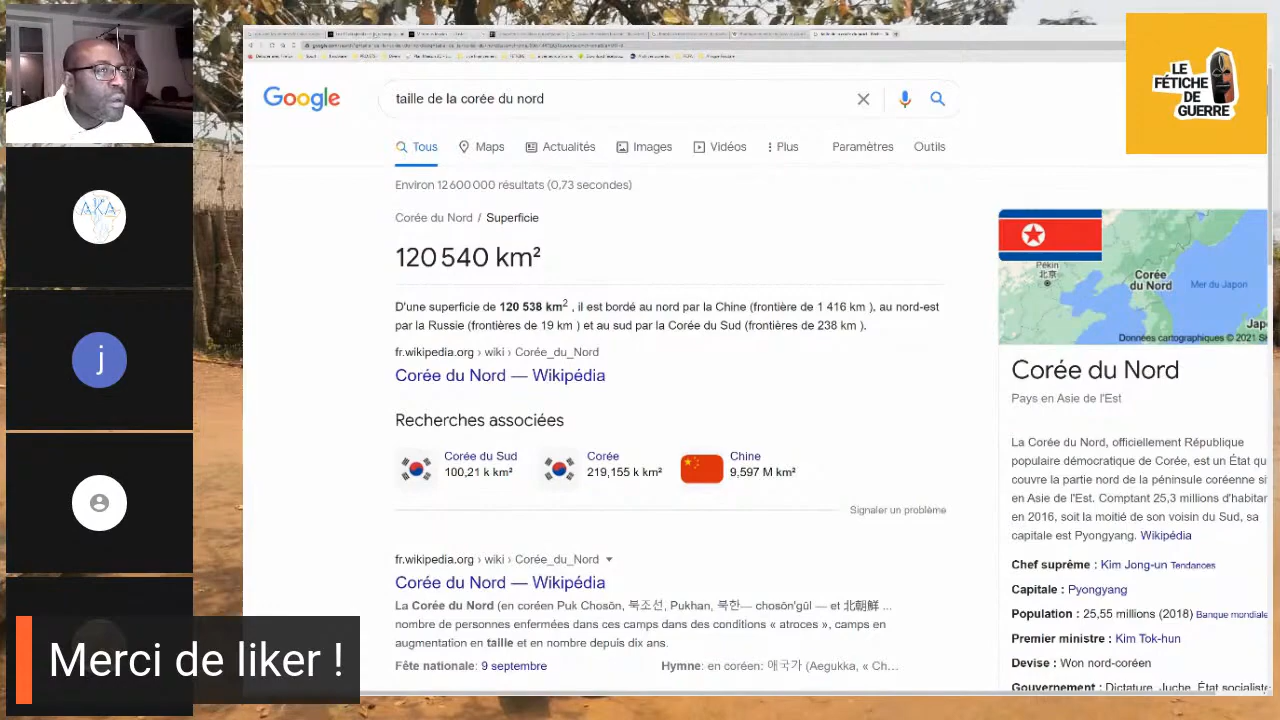 Google
taille de la corée du nord
Tous
Maps
Actualités
Images
Vidéos
Plus
Paramètres
Outils
Environ 12 600 000 résultats (0,73 secondes)
Corée du Nord / Superficie
120 540 km²
D'une superficie de 120 538 km², il est bordé au nord par la Chine (frontière de 1 416 km ), au nord-est
par la Russie (frontières de 19 km ) et au sud par la Corée du Sud (frontières de 238 km ).
fr.wikipedia.org › wiki › Corée_du_Nord
Corée du Nord — Wikipédia
Recherches associées
Corée du Sud
100,21 k km²
Corée
219,155 k km²
Chine
9,597 M km²
Signaler un problème
fr.wikipedia.org › wiki › Corée_du_Nord
Corée du Nord — Wikipédia
La Corée du Nord (en coréen Puk Chosŏn, 북조선, Pukhan, 북한— chosŏn'gŭl — et 北朝鮮 ...
nombre de personnes enfermées dans ces camps dans des conditions « atroces », camps en
augmentation en taille et en nombre depuis dix ans.
Fête nationale: 9 septembre
Hymne: en coréen: 애국가 (Aegukka, « Ch...
LE
FÉTICHE
DE
GUERRE
Pékin
北京
Corée
du Nord
Mer du Japon
Jap
Données cartographiques © 2021
Corée du Nord
Pays en Asie de l'Est
La Corée du Nord, officiellement République
populaire démocratique de Corée, est un État qu
couvre la partie nord de la péninsule coréenne si
en Asie de l'Est. Comptant 25,3 millions d'habitan
en 2016, soit la moitié de son voisin du Sud, sa
capitale est Pyongyang. Wikipédia
Chef suprême : Kim Jong-un Tendances
Capitale : Pyongyang
Population : 25,55 millions (2018) Banque mondiale
Premier ministre : Kim Tok-hun
Devise : Won nord-coréen
Gouvernement : Dictature, Juche, État socialiste
AKA
j
Merci de liker !